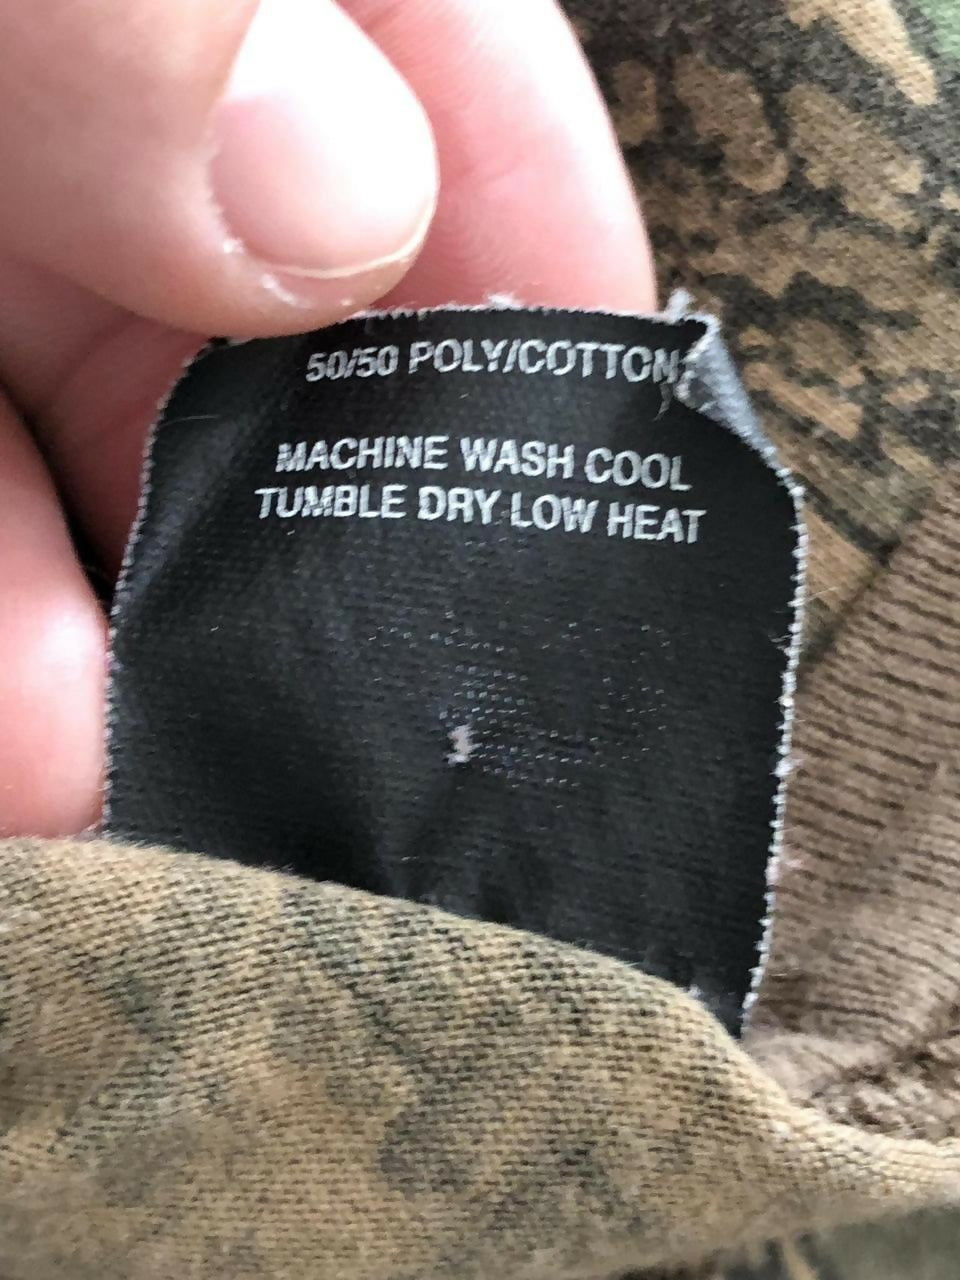 50/50 POLY/COTTON
MACHINE WASH COOL
TUMBLE DRY LOW HEAT